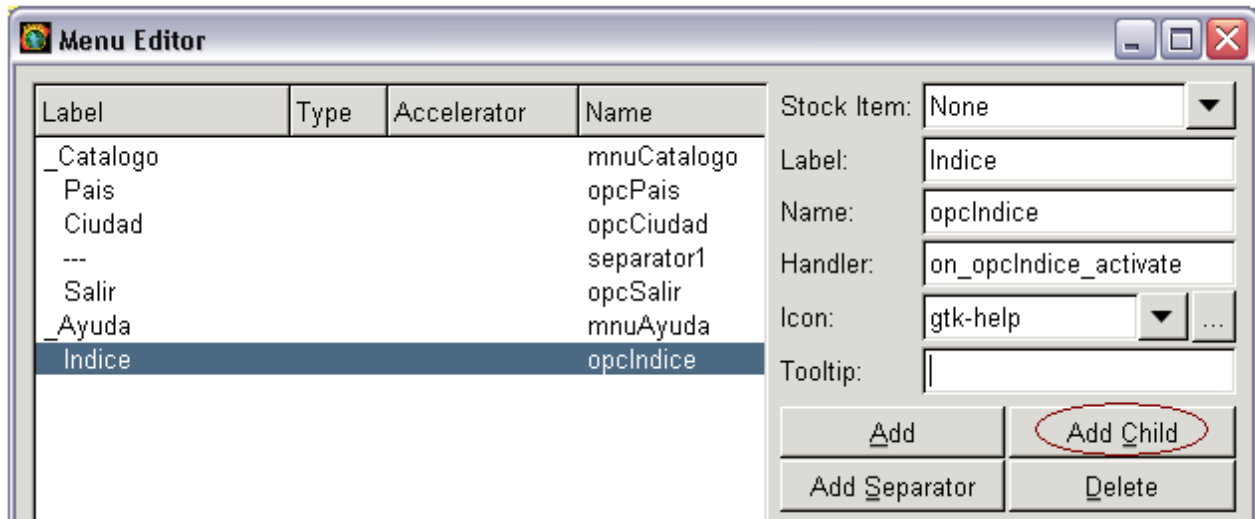 Menu Editor
Label Type Accelerator Name
_Catalogo mnuCatalogo
Pais opcPais
Ciudad opcCiudad
--- separator1
Salir opcSalir
_Ayuda mnuAyuda
Indice opcIndice
Stock Item: None
Label: Indice
Name: opcIndice
Handler: on_opcIndice_activate
Icon: gtk-help ...
Tooltip:
Add Add Child
Add Separator Delete